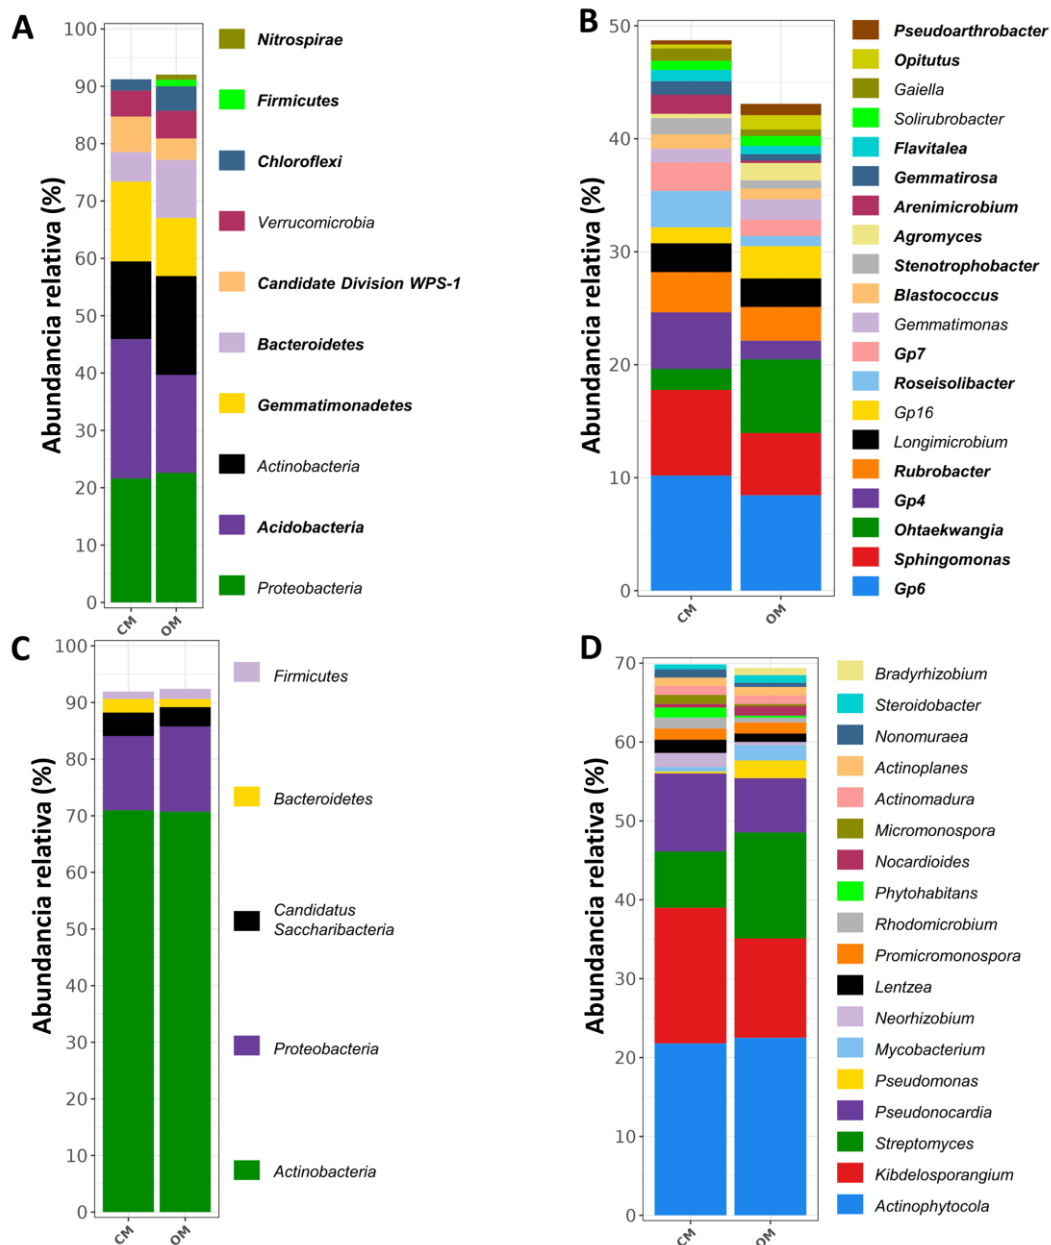 A
Abundancia relativa (%)
100
90
80
70
60
50
40
30
20
10
0
CM
OM
Nitrospirae
Firmicutes
Chloroflexi
Verrucomicrobia
Candidate Division WPS-1
Bacteroidetes
Gemmatimonadetes
Actinobacteria
Acidobacteria
Proteobacteria
B
Abundancia relativa (%)
50
40
30
20
10
0
CM
OM
Pseudoarthrobacter
Opitutus
Gaiella
Solirubrobacter
Flavitalea
Gemmatirosa
Arenimicrobium
Agromyces
Stenotrophobacter
Blastococcus
Gemmatimonas
Gp7
Roseisolibacter
Gp16
Longimicrobium
Rubrobacter
Gp4
Ohtaekwangia
Sphingomonas
Gp6
C
Abundancia relativa (%)
100
90
80
70
60
50
40
30
20
10
0
CM
OM
Firmicutes
Bacteroidetes
Candidatus
Saccharibacteria
Proteobacteria
Actinobacteria
D
Abundancia relativa (%)
70
60
50
40
30
20
10
0
CM
OM
Bradyrhizobium
Steroidobacter
Nonomuraea
Actinoplanes
Actinomadura
Micromonospora
Nocardioides
Phytohabitans
Rhodomicrobium
Promicromonospora
Lentzea
Neorhizobium
Mycobacterium
Pseudomonas
Pseudonocardia
Streptomyces
Kibdelosporangium
Actinophytocola